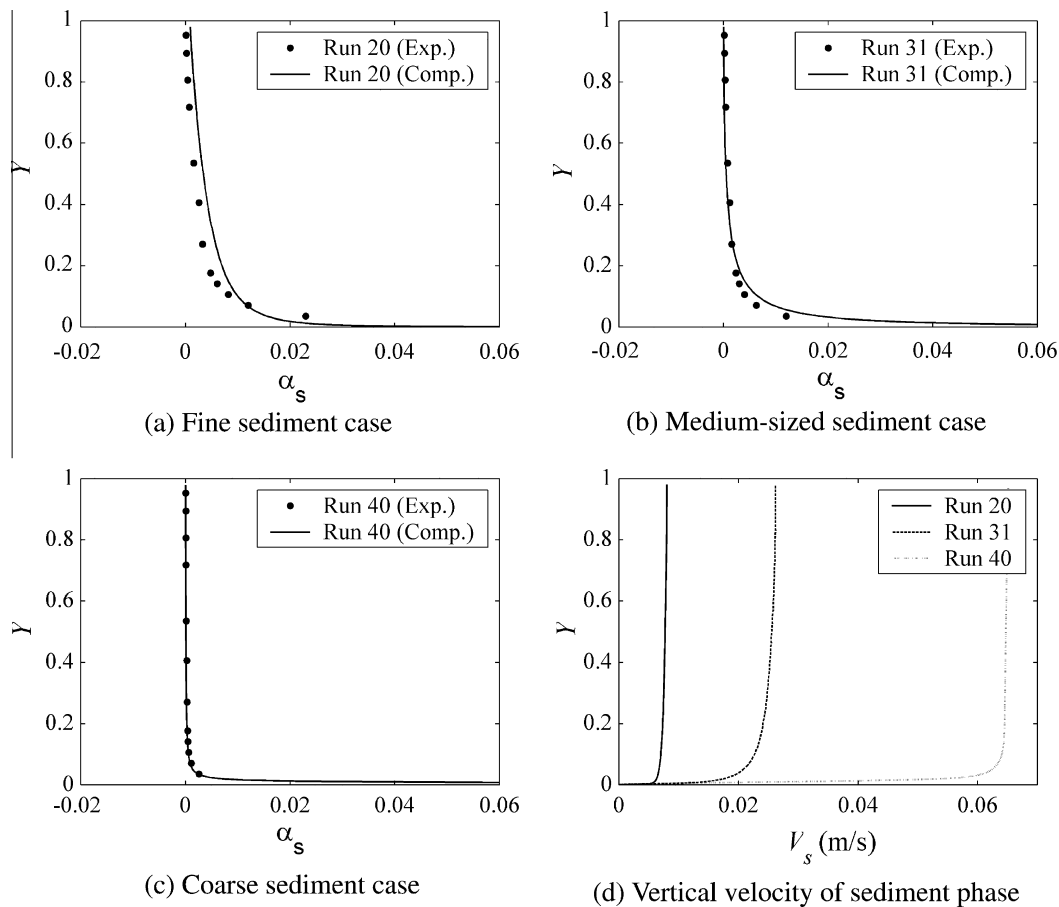 1
0.8
0.6
0.4
0.2
0
Y
-0.02
0
0.02
0.04
0.06
αs
Run 20 (Exp.)
Run 20 (Comp.)
(a) Fine sediment case
1
0.8
0.6
0.4
0.2
0
Y
-0.02
0
0.02
0.04
0.06
αs
Run 31 (Exp.)
Run 31 (Comp.)
(b) Medium-sized sediment case
1
0.8
0.6
0.4
0.2
0
Y
-0.02
0
0.02
0.04
0.06
αs
Run 40 (Exp.)
Run 40 (Comp.)
(c) Coarse sediment case
1
0.8
0.6
0.4
0.2
0
Y
0
0.02
0.04
0.06
Vs (m/s)
Run 20
Run 31
Run 40
(d) Vertical velocity of sediment phase